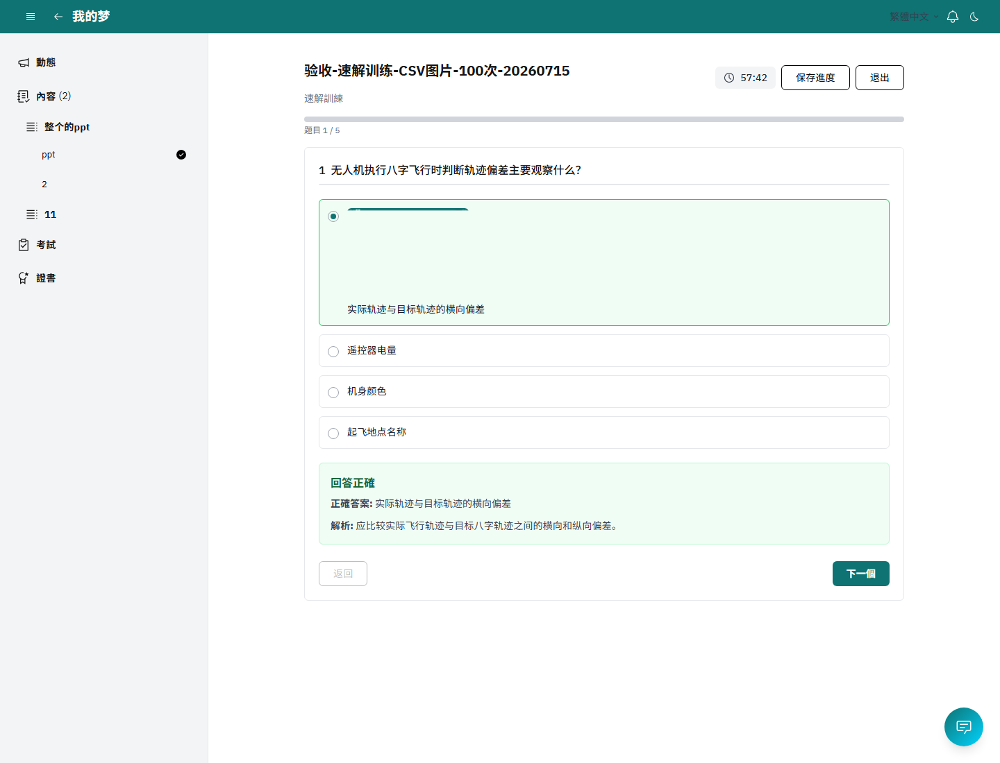 我的梦
繁體中文
動態
內容 (2)
整个的ppt
ppt
2
11
考試
證書
验收-速解训练-CSV图片-100次-20260715
速解訓練
57:42
保存進度
退出
題目 1 / 5
1 无人机执行八字飞行时判断轨迹偏差主要观察什么？
实际轨迹与目标轨迹的横向偏差
遥控器电量
机身颜色
起飞地点名称
回答正確
正確答案: 实际轨迹与目标轨迹的横向偏差
解析: 应比较实际飞行轨迹与目标八字轨迹之间的横向和纵向偏差。
返回
下一個